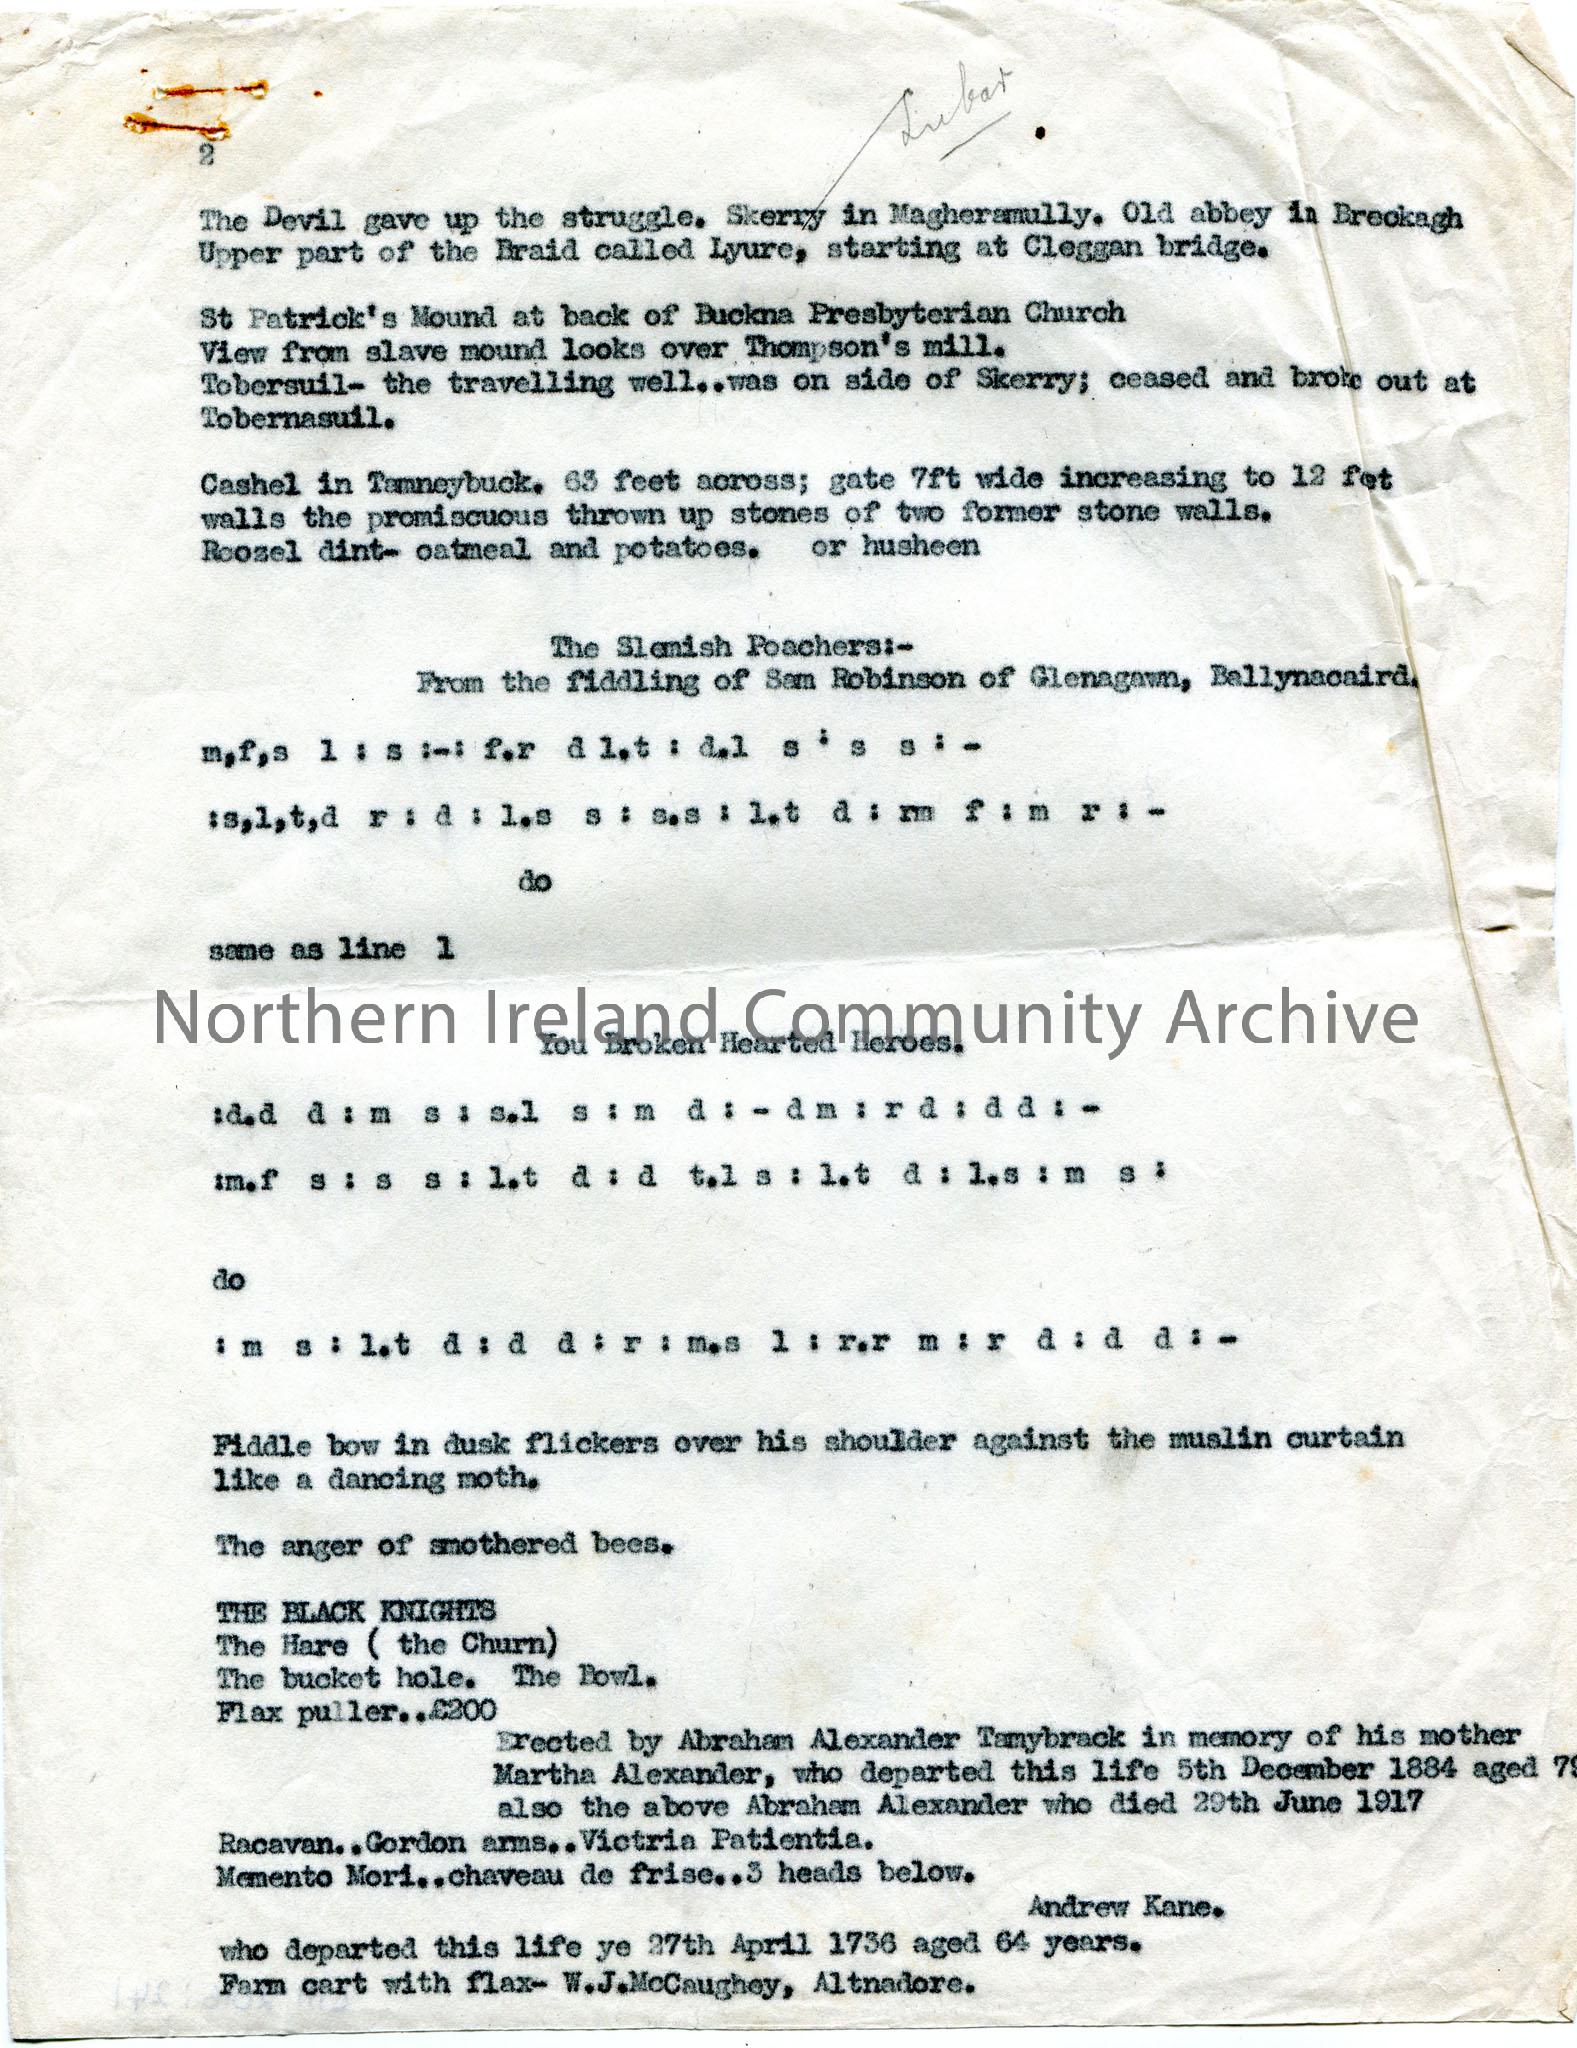 2
The Devil gave up the struggle. Skerry in Magheramully. Old abbey in Breckagh
Upper part of the Braid called Lyure, starting at Cleggan bridge.
St Patrick's Mound at back of Buckna Presbyterian Church
View from slave mound looks over Thompson's mill.
Tobersuil- the travelling well..was on side of Skerry; ceased and broke out at
Tobernasuil.
Cashel in Tamneybuck. 63 feet across; gate 7ft wide increasing to 12 feet
walls the promiscuous thrown up stones of two former stone walls.
Roozel dint- oatmeal and potatoes. or husheen
The Slemish Poachers:-
From the fiddling of Sam Robinson of Glenagawn, Ballynacaird.
m,f,s l : s :-: f.r d l.t : d.l s : s s : -
:s,l,t,d r : d : l.s s : s.s : l.t d : rm f : m r : -
do
same as line 1
Northern Ireland Community Archive
You Broken Hearted Heroes.
:d.d d : m s : s.l s : m d : - d m : r d : d d : -
:m.f s : s s : l.t d : d t.l s : l.t d : l.s : m s :
do
: m s : l.t d : d d : r : m.s l : r.r m : r d : d d : -
Fiddle bow in dusk flickers over his shoulder against the muslin curtain
like a dancing moth.
The anger of smothered bees.
THE BLACK KNIGHTS
The Hare ( the Churn)
The bucket hole. The Bowl.
Flax puller..£200
Erected by Abraham Alexander Tamybrack in memory of his mother
Martha Alexander, who departed this life 5th December 1884 aged 79
also the above Abraham Alexander who died 29th June 1917
Racavan..Gordon arms..Victria Patientia.
Memento Mori..chaveau de frise..3 heads below.
Andrew Kane.
who departed this life ye 27th April 1736 aged 64 years.
Farm cart with flax- W.J.McCaughey, Altnadore.